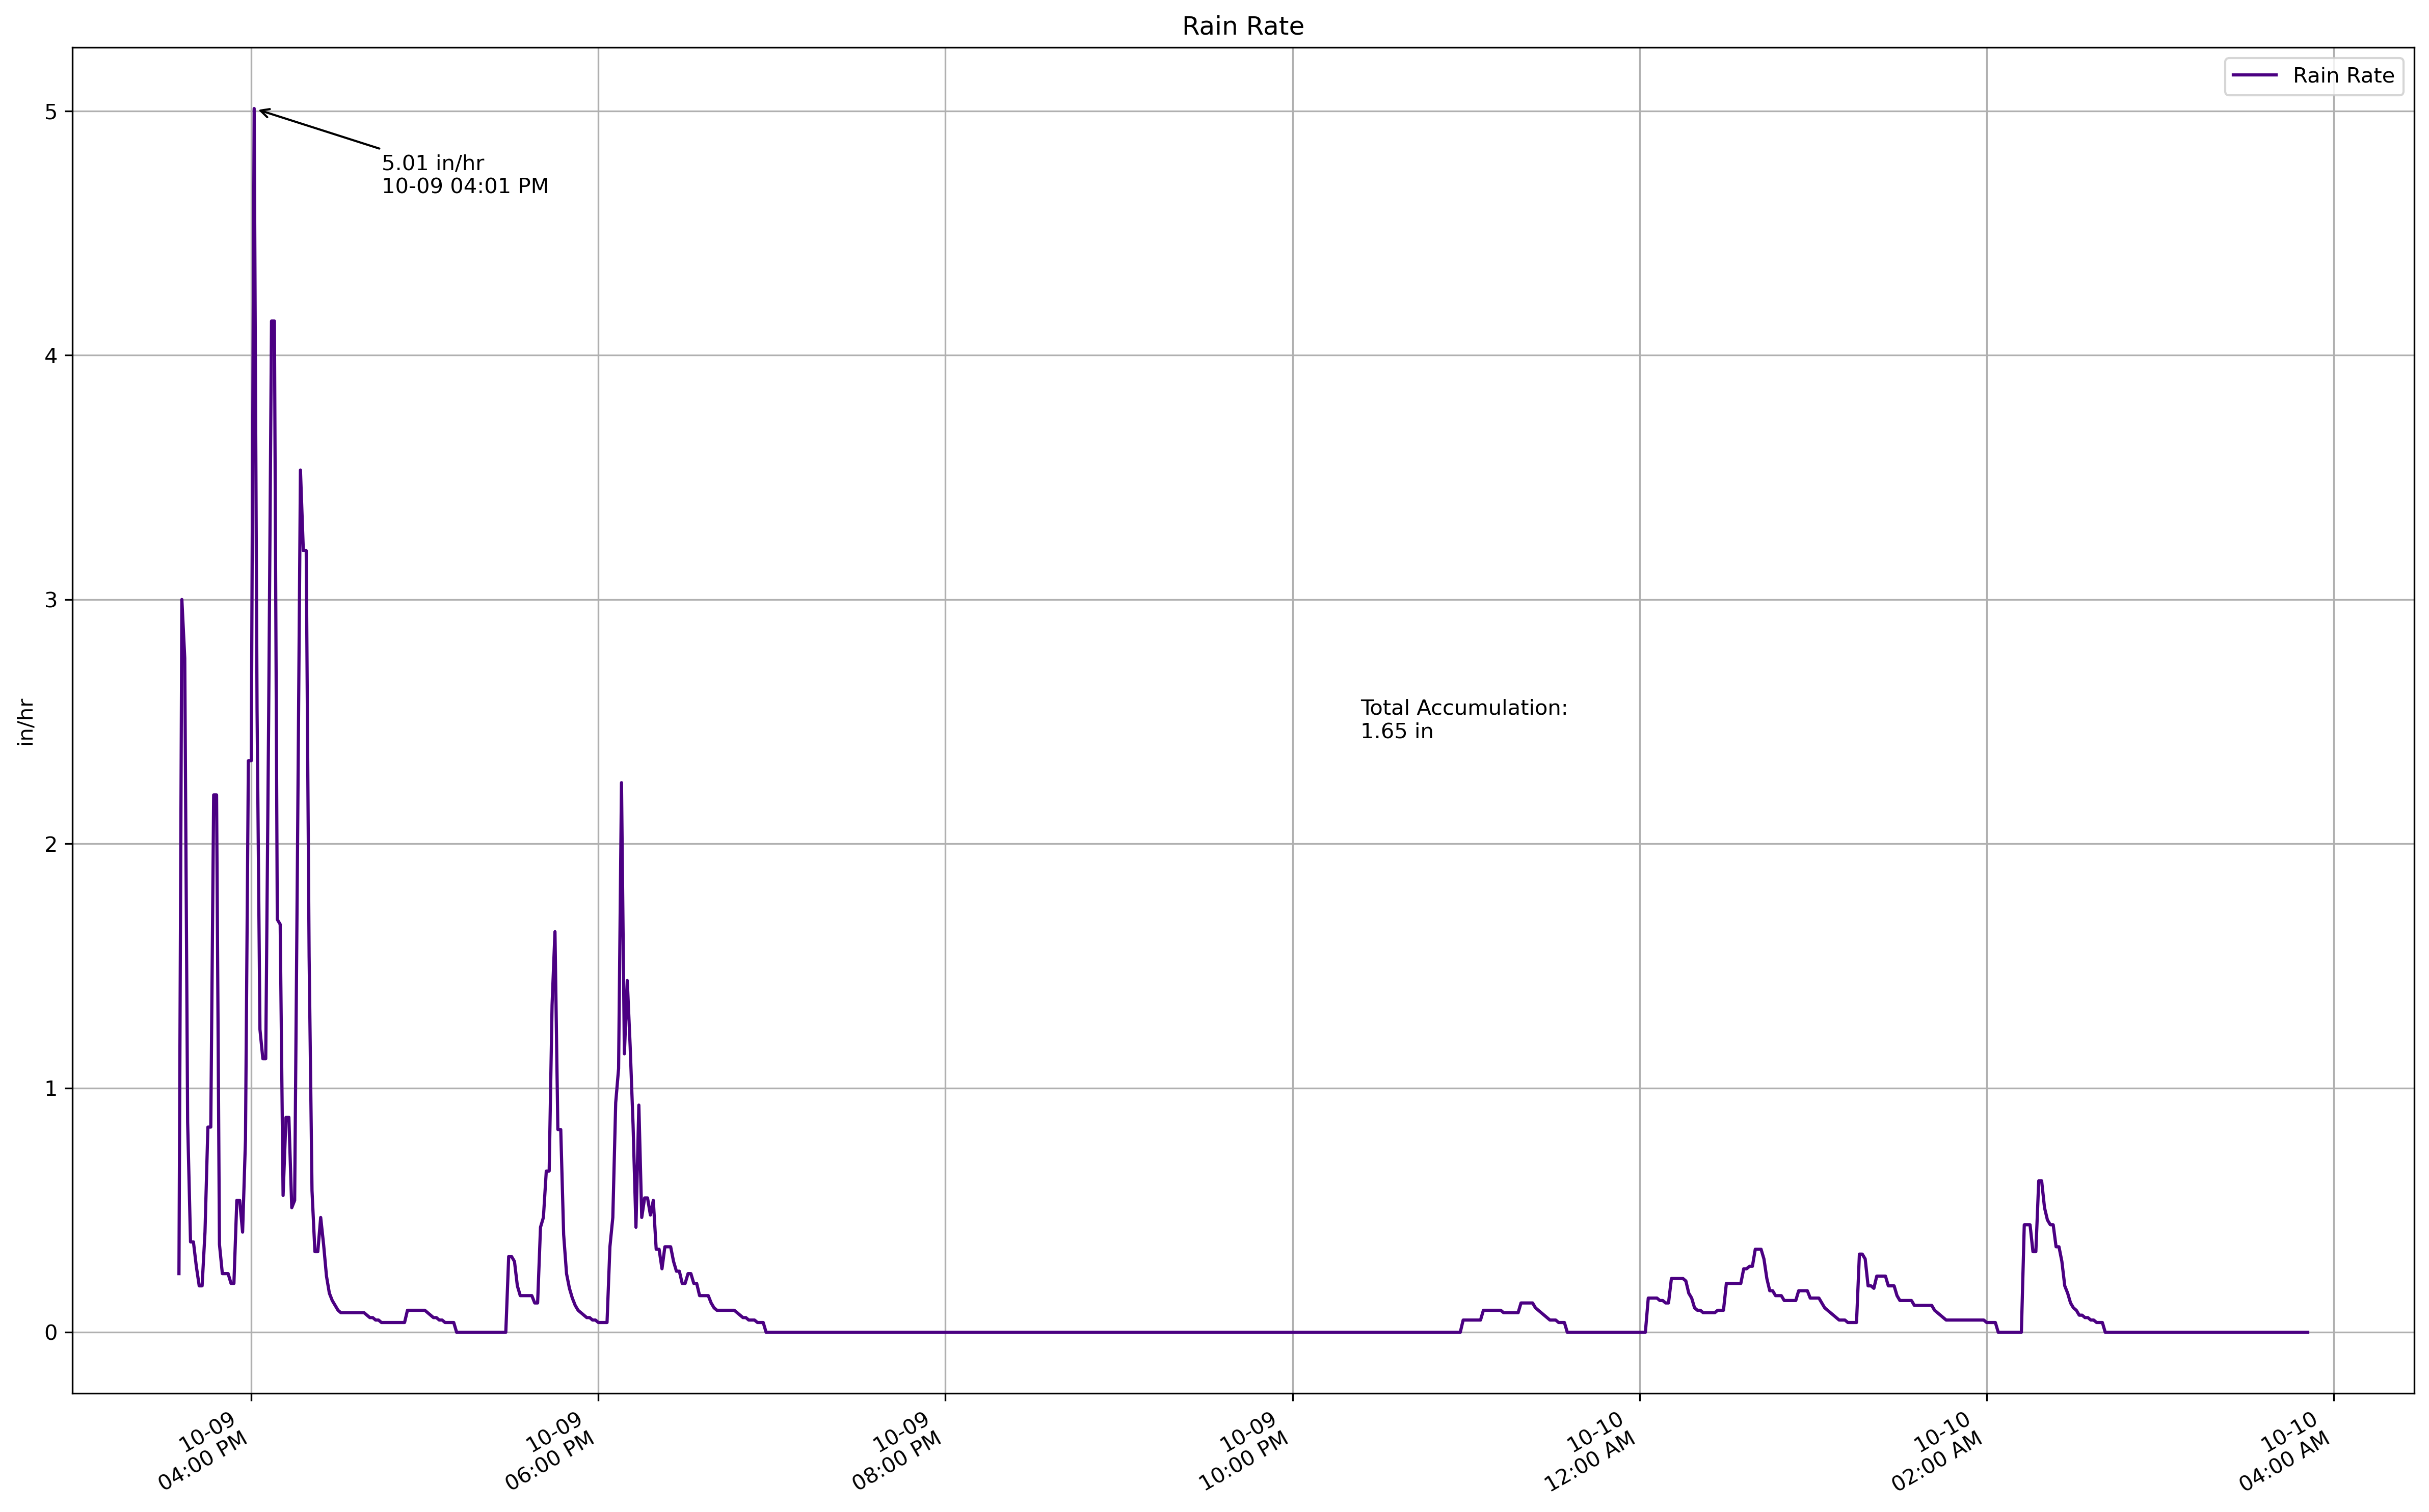 Rain Rate
Rain Rate
5.01 in/hr
10-09 04:01 PM
Total Accumulation:
1.65 in
in/hr
5
4
3
2
1
0
10-09
04:00 PM
10-09
06:00 PM
10-09
08:00 PM
10-09
10:00 PM
10-10
12:00 AM
10-10
02:00 AM
10-10
04:00 AM